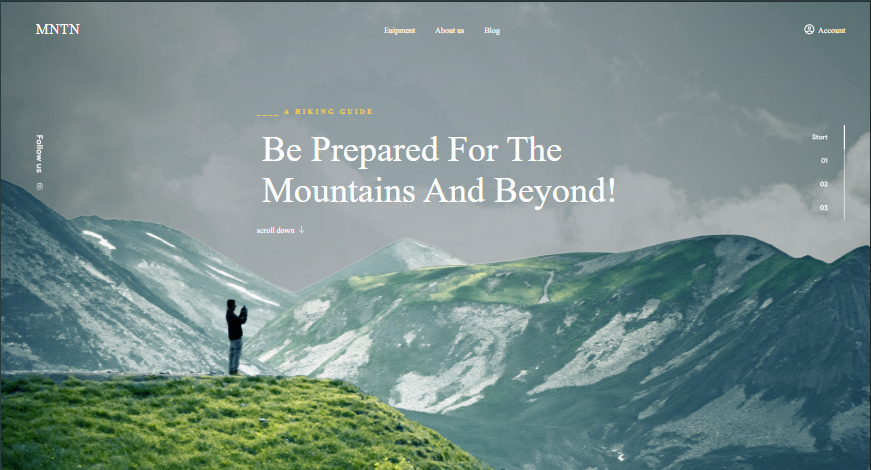 MNTN
Euipment About us Blog
Account
A HIKING GUIDE
Be Prepared For The
Mountains And Beyond!
scroll down ↓
Follow us
Start
01
02
03